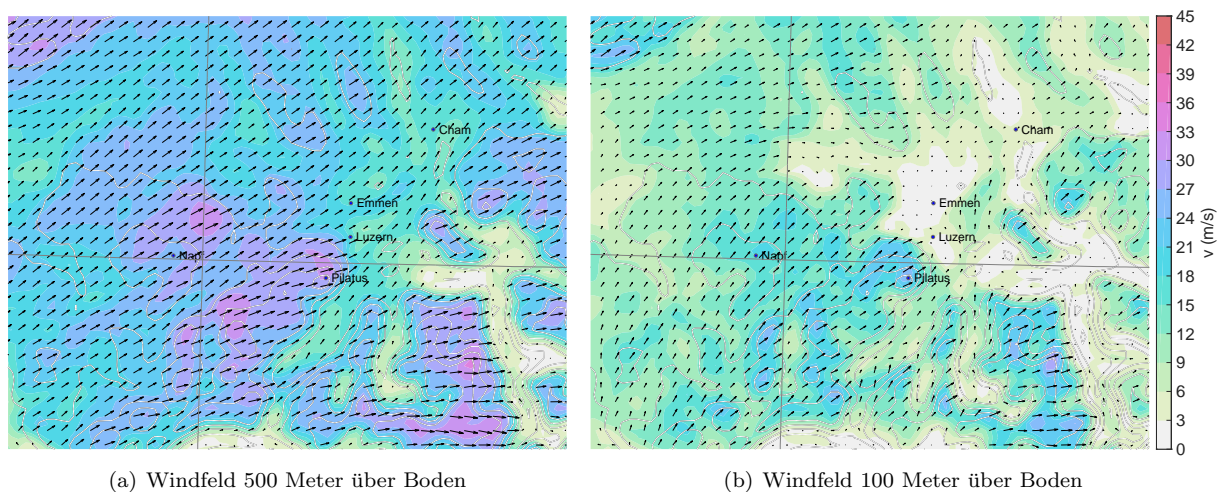 Cham
Emmen
Luzern
Napf
Pilatus
Cham
Emmen
Luzern
Napf
Pilatus
45
42
39
36
33
30
27
24
21
18
15
12
9
6
3
0
v (m/s)
(a) Windfeld 500 Meter über Boden
(b) Windfeld 100 Meter über Boden